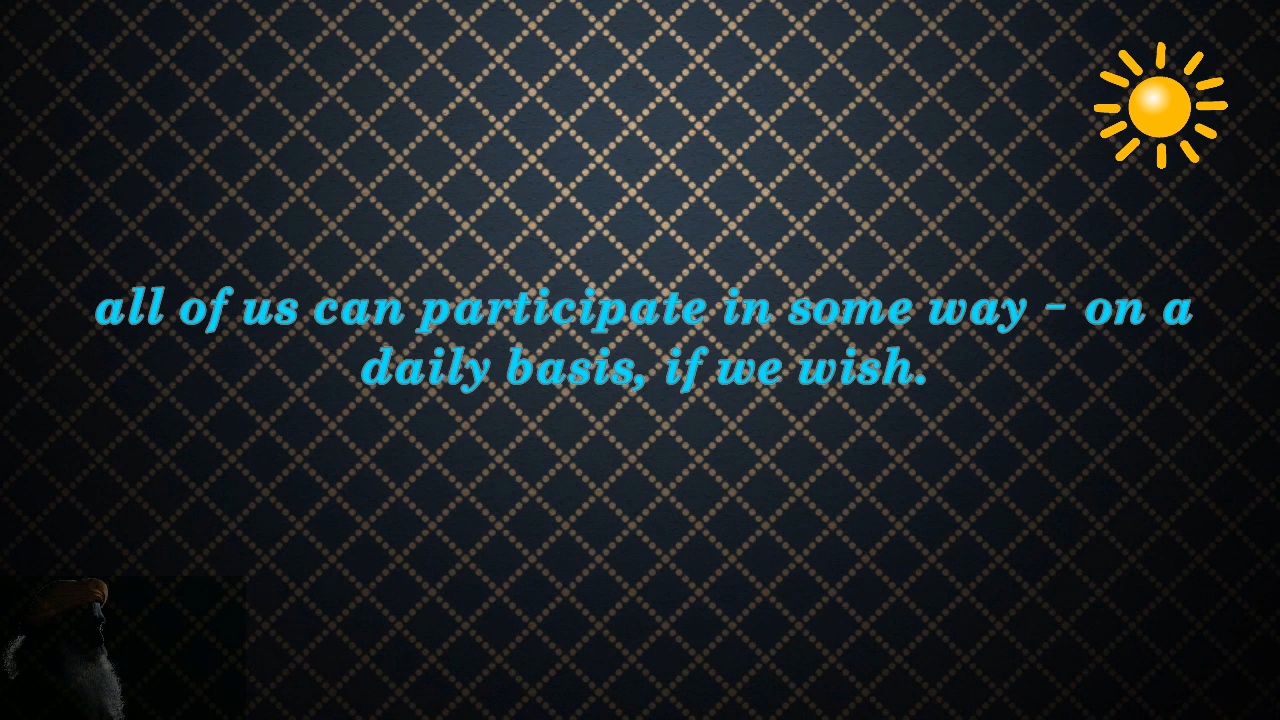 all of us can participate in some way - on a
daily basis, if we wish.